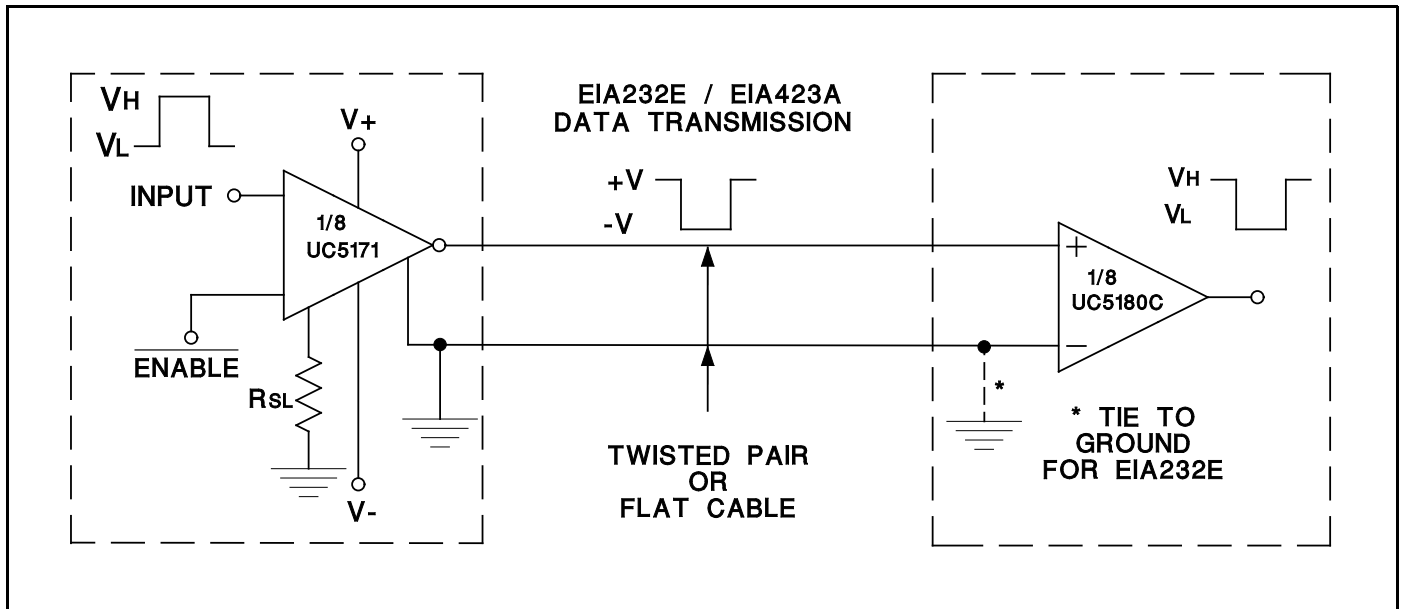 VH
VL
INPUT
ENABLE
V+
1/8
UC5171
RSL
V-
EIA232E / EIA423A
DATA TRANSMISSION
+V
-V
TWISTED PAIR
OR
FLAT CABLE
VH
VL
+
1/8
UC5180C
−
*
* TIE TO
GROUND
FOR EIA232E